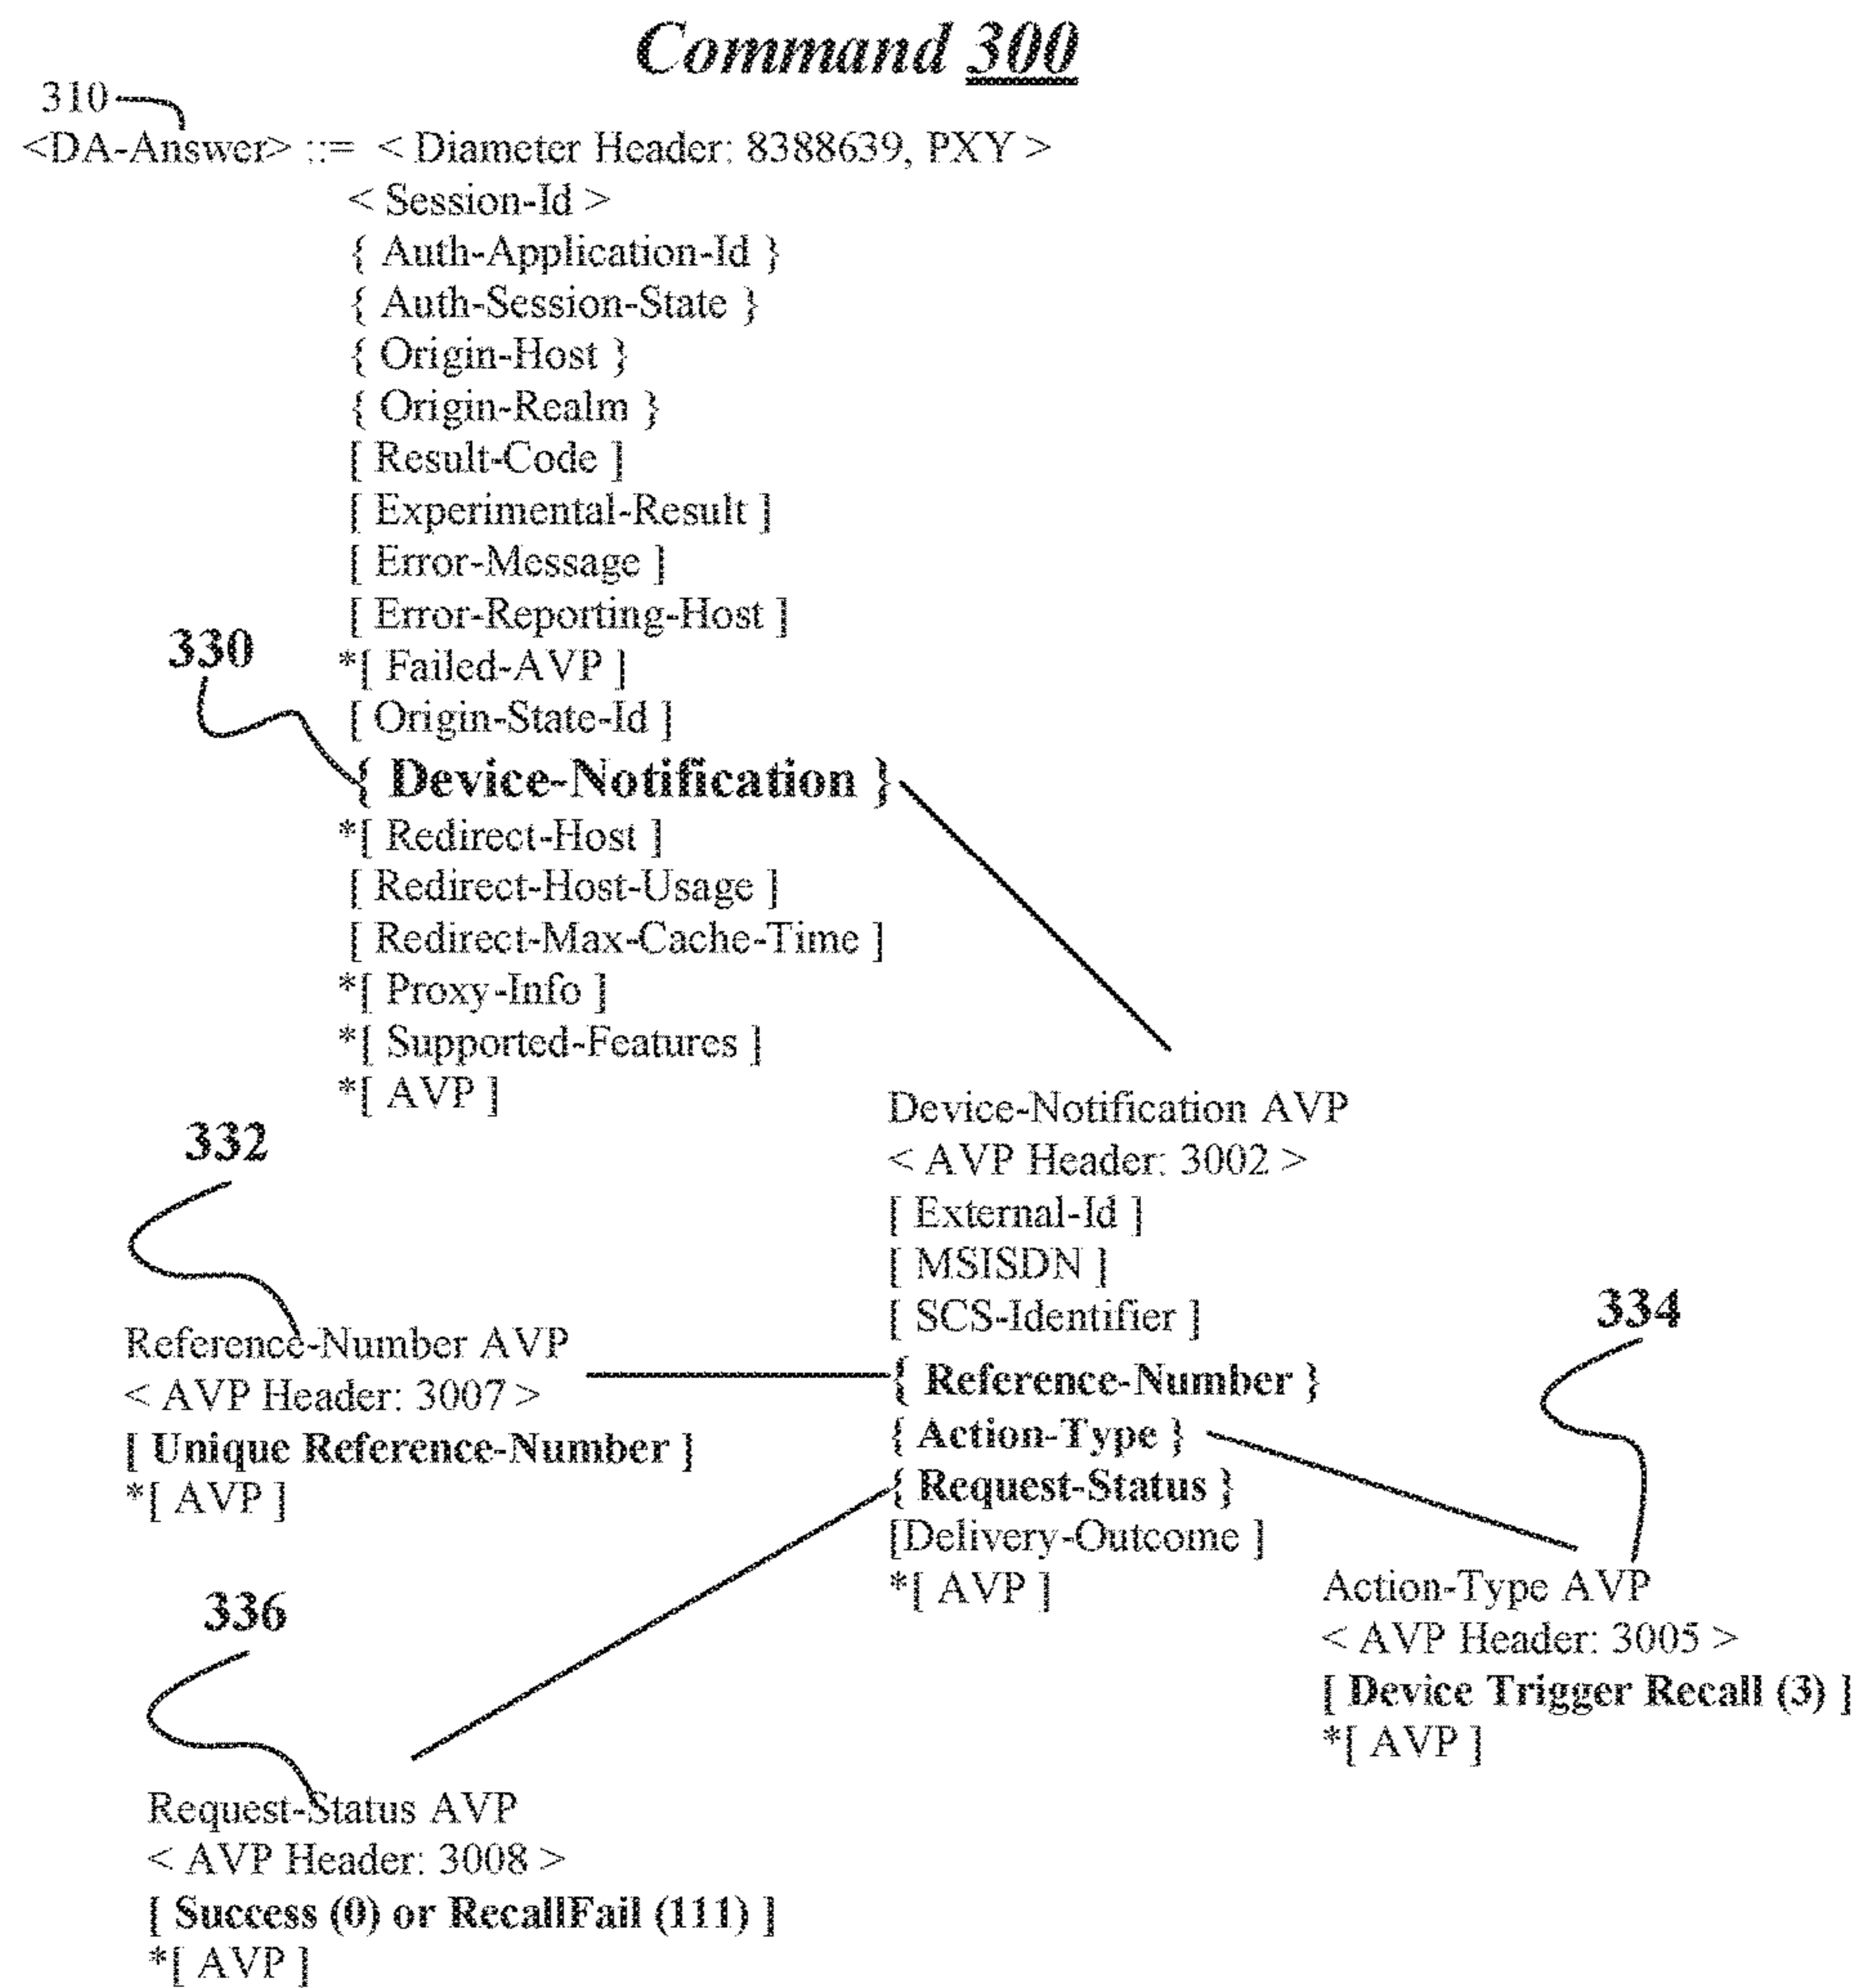 Command 300
310
<DA-Answer> ::= < Diameter Header: 8388639, PXY >
< Session-Id >
{ Auth-Application-Id }
{ Auth-Session-State }
{ Origin-Host }
{ Origin-Realm }
[ Result-Code ]
[ Experimental-Result ]
[ Error-Message ]
[ Error-Reporting-Host ]
330
*[ Failed-AVP ]
[ Origin-State-Id ]
{ Device-Notification }
*[ Redirect-Host ]
[ Redirect-Host-Usage ]
[ Redirect-Max-Cache-Time ]
*[ Proxy-Info ]
*[ Supported-Features ]
*[ AVP ]
Device-Notification AVP
< AVP Header: 3002 >
[ External-Id ]
[ MSISDN ]
[ SCS-Identifier ]
{ Reference-Number }
{ Action-Type }
{ Request-Status }
[Delivery-Outcome ]
*[ AVP ]
332
Reference-Number AVP
< AVP Header: 3007 >
[ Unique Reference-Number ]
*[ AVP ]
334
Action-Type AVP
< AVP Header: 3005 >
[ Device Trigger Recall (3) ]
*[ AVP ]
336
Request-Status AVP
< AVP Header: 3008 >
[ Success (0) or RecallFail (111) ]
*[ AVP ]